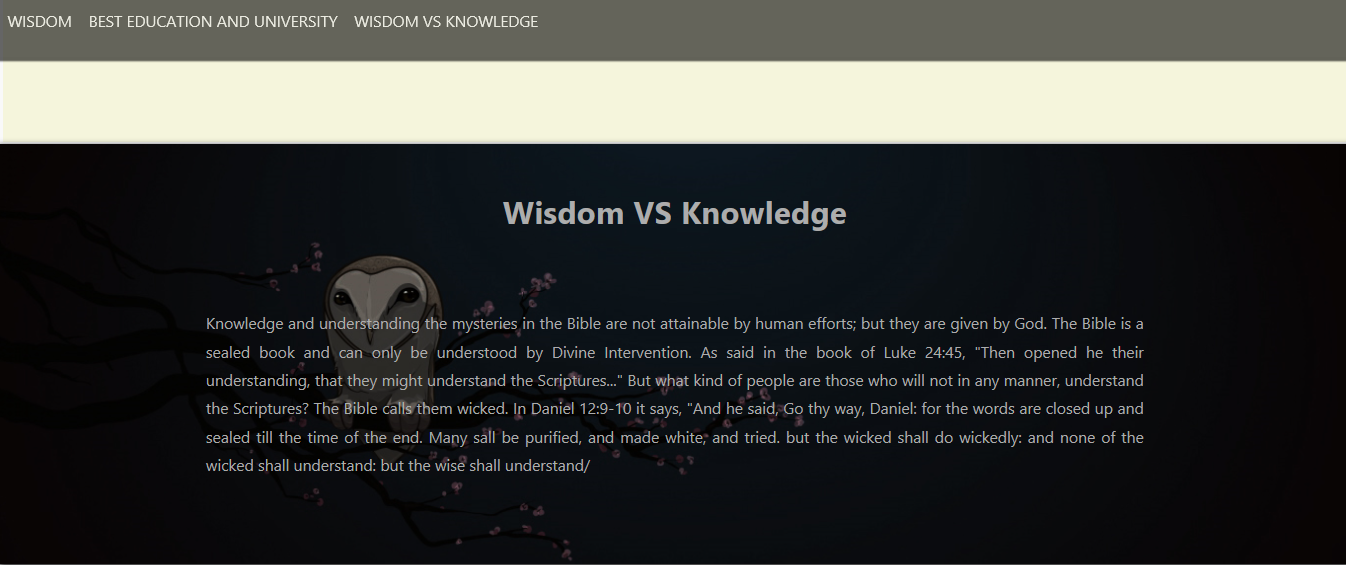 WISDOM BEST EDUCATION AND UNIVERSITY WISDOM VS KNOWLEDGE
Wisdom VS Knowledge
Knowledge and understanding the mysteries in the Bible are not attainable by human efforts; but they are given by God. The Bible is a
sealed book and can only be understood by Divine Intervention. As said in the book of Luke 24:45, "Then opened he their
understanding, that they might understand the Scriptures..." But what kind of people are those who will not in any manner, understand
the Scriptures? The Bible calls them wicked. In Daniel 12:9-10 it says, "And he said, Go thy way, Daniel: for the words are closed up and
sealed till the time of the end. Many sall be purified, and made white, and tried. but the wicked shall do wickedly: and none of the
wicked shall understand: but the wise shall understand/